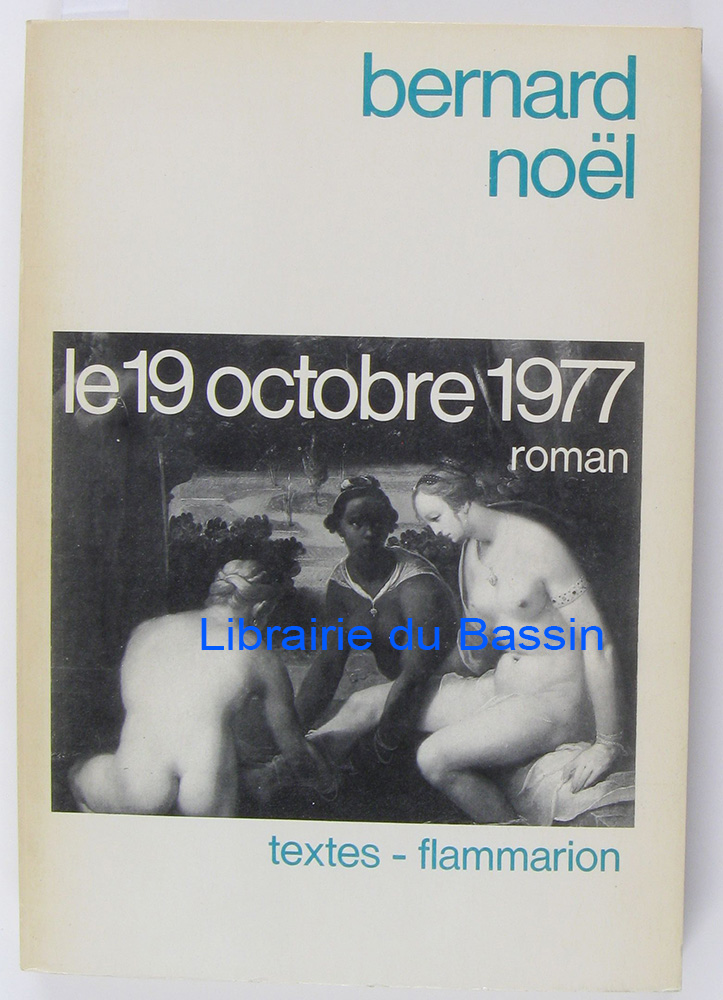 bernard
noël
le 19 octobre 1977
roman
Librairie du Bassin
textes - flammarion